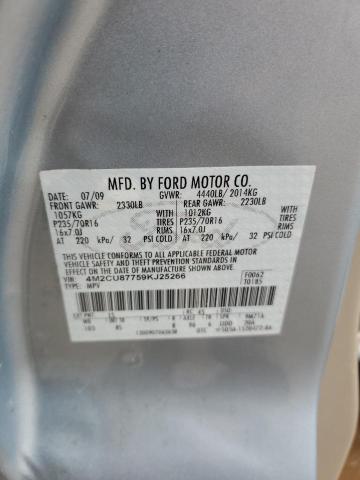 MFD. BY FORD MOTOR CO.
DATE: 07/09 GVWR: 4440LB/ 2014KG
FRONT GAWR: 2330LB REAR GAWR: 2230LB
1057KG WITH 1012KG WITH
P235/70R16 TIRES P235/70R16 TIRES
16x7.0J RIMS 16x7.0J RIMS
AT 220 kPa/ 32 PSI COLD AT 220 kPa/ 32 PSI COLD
THIS VEHICLE CONFORMS TO ALL APPLICABLE FEDERAL MOTOR
VEHICLE SAFETY AND THEFT PREVENTION STANDARDS IN EFFECT
ON THE DATE OF MANUFACTURE SHOWN ABOVE.
VIN: 4M2CU87759KJ25266 F0062
TYPE: MPV T0185